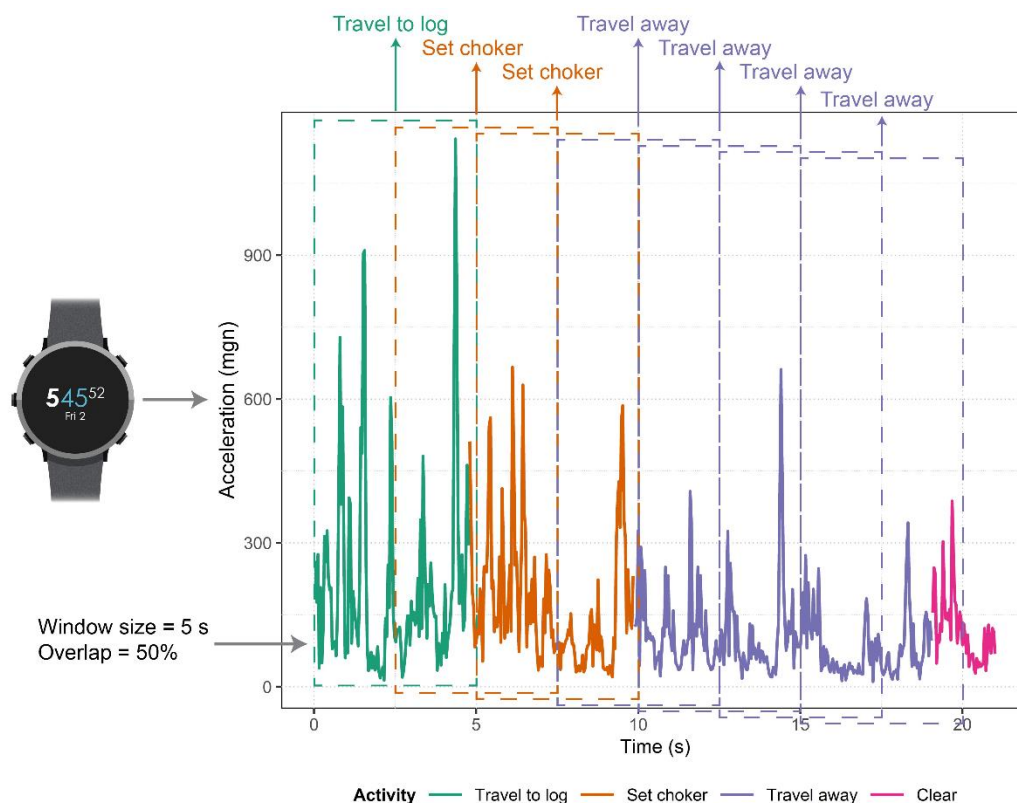 Travel to log
Set choker
Set choker
Travel away
Travel away
Travel away
Travel away
Acceleration (mgn)
900
600
300
0
54552
Fri 2
Window size = 5 s
Overlap = 50%
0 5 10 15 20
Time (s)
Activity Travel to log Set choker Travel away Clear